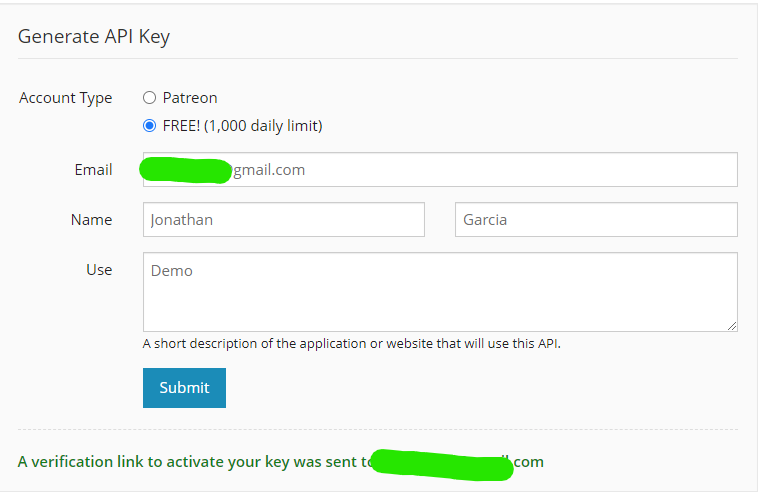 Generate API Key
Account Type
Patreon
FREE! (1,000 daily limit)
Email
gmail.com
Name
Jonathan
Garcia
Use
Demo
A short description of the application or website that will use this API.
Submit
A verification link to activate your key was sent to .com